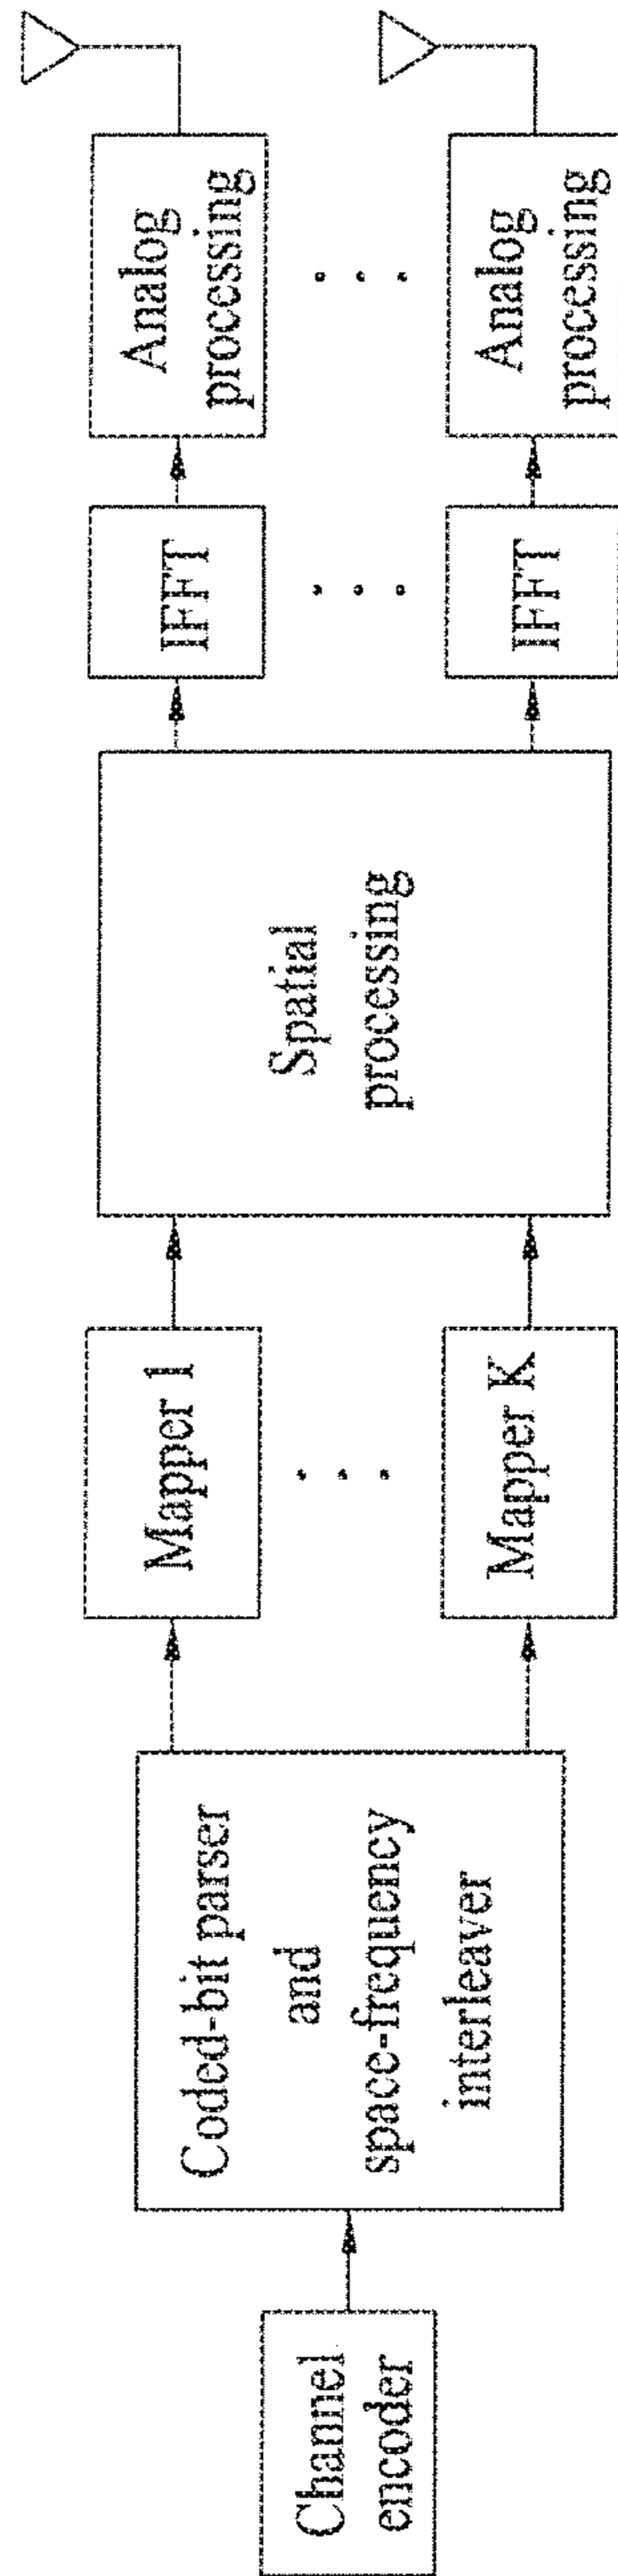 Channel
encoder
Coded-bit parser
and
space-frequency
interleaver
Mapper 1
Mapper K
Spatial
processing
IFFT
IFFT
Analog
processing
Analog
processing